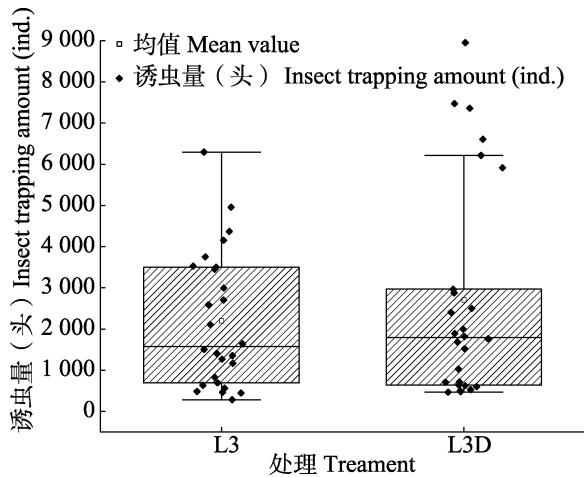 9 000
8 000
7 000
6 000
5 000
4 000
3 000
2 000
1 000
0
诱虫量（头）Insect trapping amount (ind.)
均值 Mean value
诱虫量（头） Insect trapping amount (ind.)
L3
L3D
处理 Treament